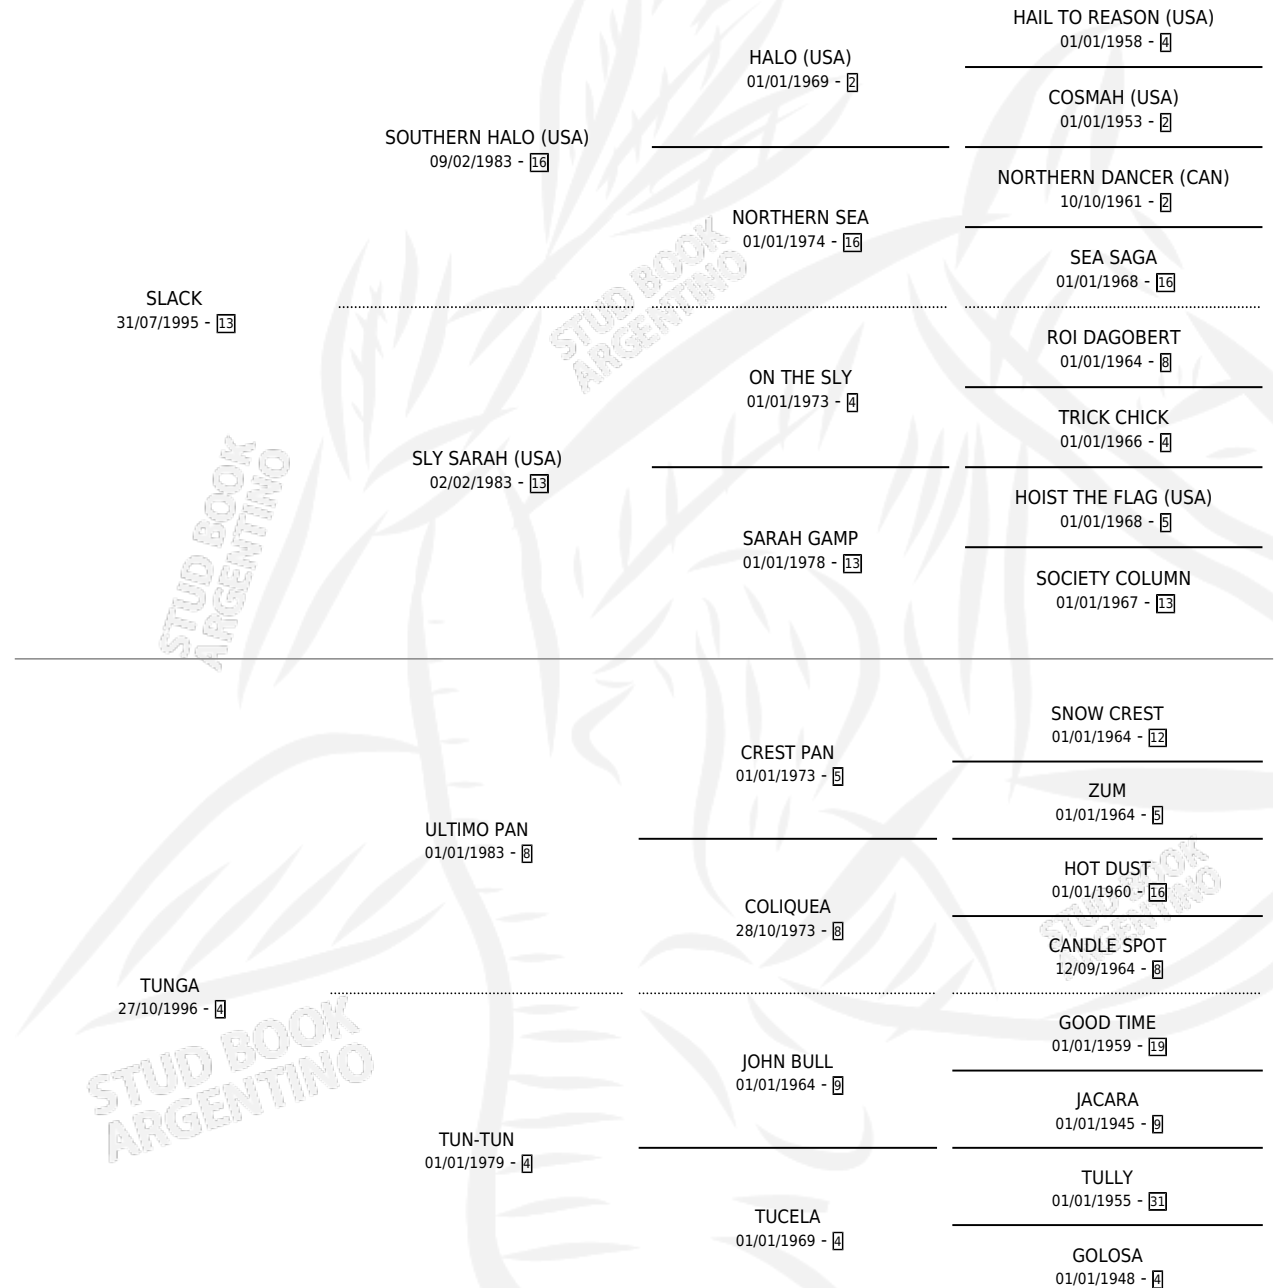 HAIL TO REASON (USA)
01/01/1958 - 4
HALO (USA)
01/01/1969 - 2
COSMAH (USA)
01/01/1953 - 2
SOUTHERN HALO (USA)
09/02/1983 - 16
NORTHERN DANCER (CAN)
10/10/1961 - 2
NORTHERN SEA
01/01/1974 - 16
SEA SAGA
01/01/1968 - 16
SLACK
31/07/1995 - 13
ROI DAGOBERT
01/01/1964 - 8
ON THE SLY
01/01/1973 - 4
TRICK CHICK
01/01/1966 - 4
SLY SARAH (USA)
02/02/1983 - 13
HOIST THE FLAG (USA)
01/01/1968 - 5
SARAH GAMP
01/01/1978 - 13
SOCIETY COLUMN
01/01/1967 - 13
SNOW CREST
01/01/1964 - 12
CREST PAN
01/01/1973 - 5
ZUM
01/01/1964 - 5
ULTIMO PAN
01/01/1983 - 8
HOT DUST
01/01/1960 - 16
COLIQUEA
28/10/1973 - 8
CANDLE SPOT
12/09/1964 - 8
TUNGA
27/10/1996 - 4
GOOD TIME
01/01/1959 - 19
JOHN BULL
01/01/1964 - 9
JACARA
01/01/1945 - 9
TUN-TUN
01/01/1979 - 4
TULLY
01/01/1955 - 31
TUCELA
01/01/1969 - 4
GOLOSA
01/01/1948 - 4
STUD BOOK
ARGENTINO
STUD BOOK
ARGENTINO
STUD BOOK
ARGENTINO
STUD BOOK
ARGENTINO